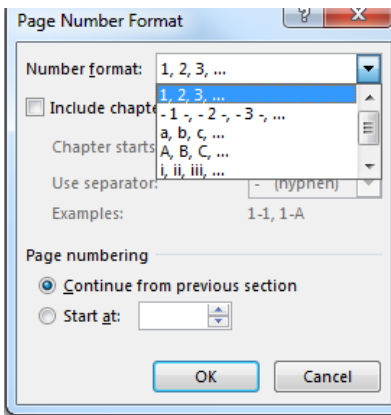 Page Number Format
?
X
Number format: 1, 2, 3, ...
1, 2, 3, ...
Include chapte
- 1 -, - 2 -, - 3 -, ...
a, b, c, ...
Chapter starts
A, B, C, ...
i, ii, iii, ...
Use separator: - (hyphen)
Examples: 1-1, 1-A
Page numbering
Continue from previous section
Start at:
OK Cancel